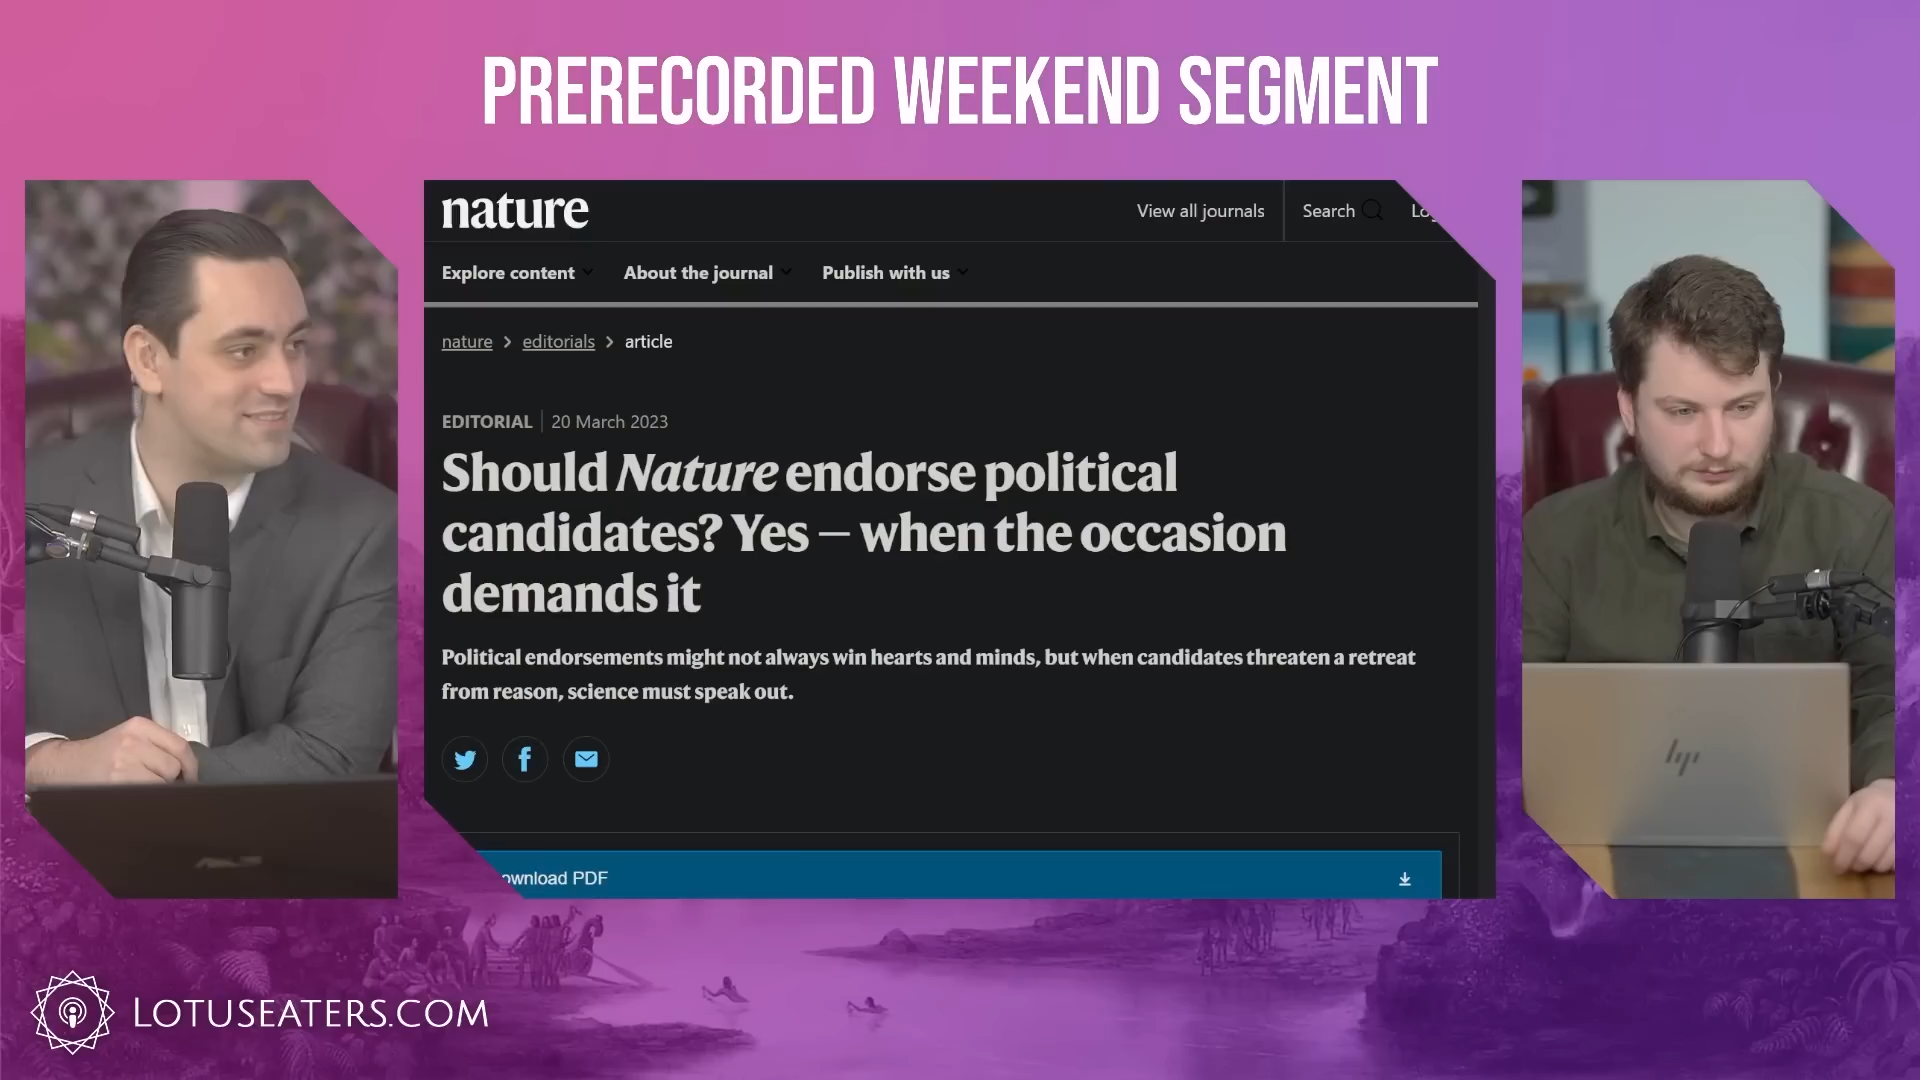 PRERECORDED WEEKEND SEGMENT
nature
View all journals
Search
Explore content
About the journal
Publish with us
nature > editorials > article
EDITORIAL | 20 March 2023
Should Nature endorse political
candidates? Yes — when the occasion
demands it
Political endorsements might not always win hearts and minds, but when candidates threaten a retreat
from reason, science must speak out.
ownload PDF
hp
LOTUSEATERS.COM